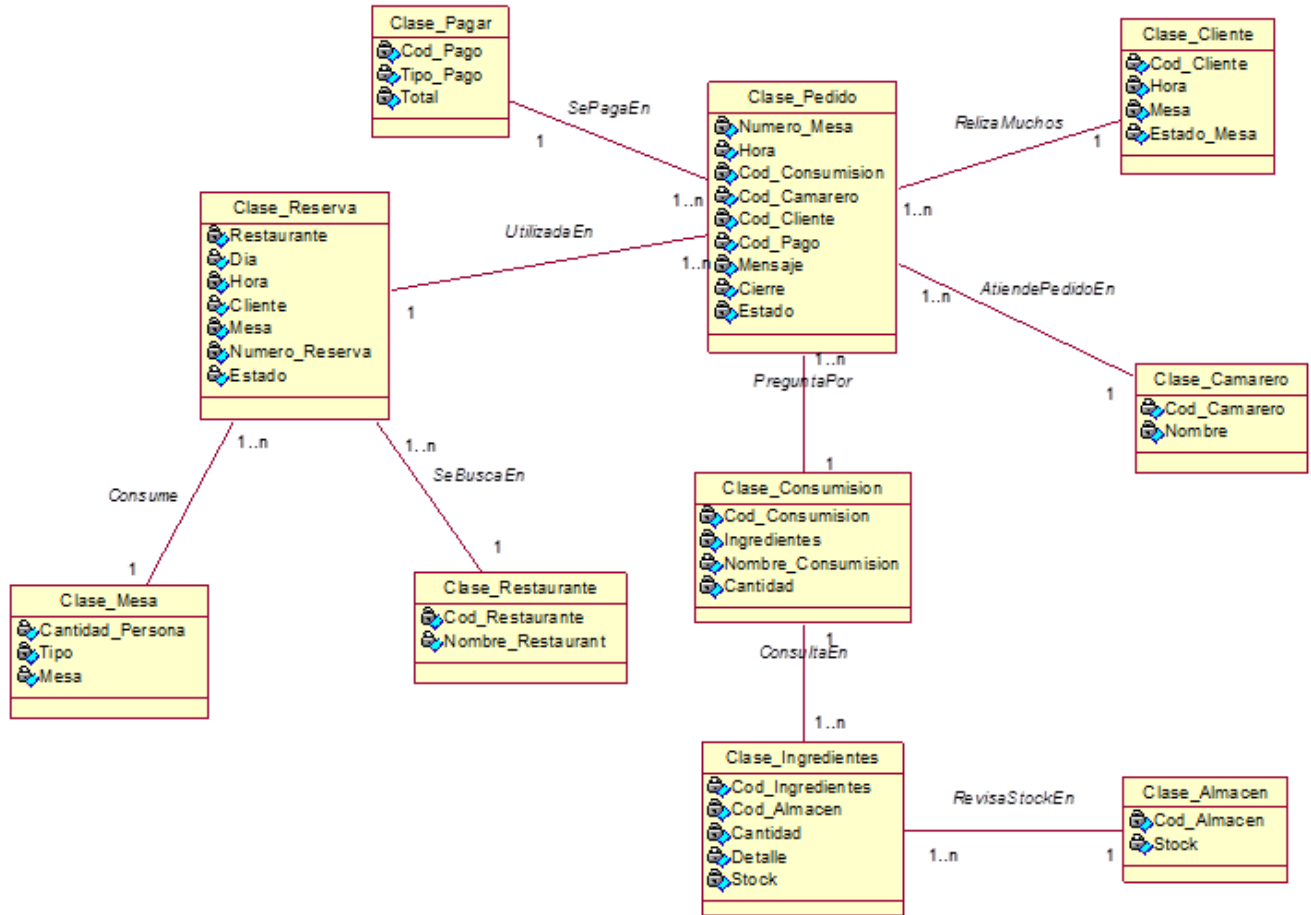 Clase_Pagar
Cod_Pago
Tipo_Pago
Total
SePagaEn
1
1..n
Clase_Pedido
Numero_Mesa
Hora
Cod_Consumision
Cod_Camarero
Cod_Cliente
Cod_Pago
Mensaje
Cierre
Estado
RelizaMuchos
1
1..n
Clase_Cliente
Cod_Cliente
Hora
Mesa
Estado_Mesa
Clase_Reserva
Restaurante
Dia
Hora
Cliente
Mesa
Numero_Reserva
Estado
UtilizadaEn
1
1..n
AtiendePedidoEn
1..n
1
Clase_Camarero
Cod_Camarero
Nombre
1..n
PreguntaPor
1
Clase_Consumision
Cod_Consumision
Ingredientes
Nombre_Consumision
Cantidad
1..n
Consume
1
Clase_Mesa
Cantidad_Persona
Tipo
Mesa
1..n
SeBuscaEn
1
Clase_Restaurante
Cod_Restaurante
Nombre_Restaurant
1
ConsultaEn
1..n
Clase_Ingredientes
Cod_Ingredientes
Cod_Almacen
Cantidad
Detalle
Stock
RevisaStockEn
1..n
1
Clase_Almacen
Cod_Almacen
Stock